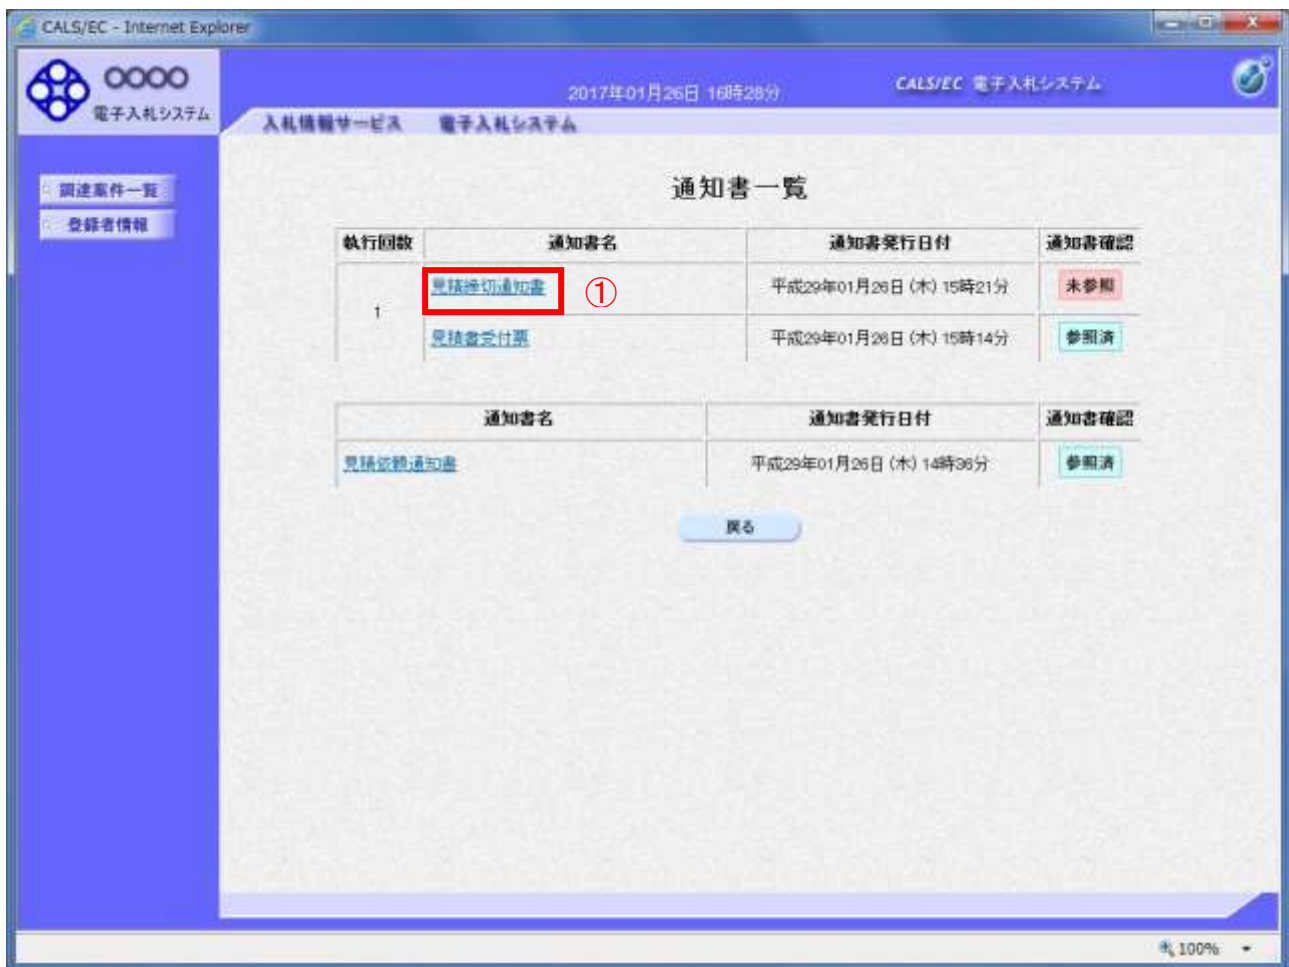 CALS/EC - Internet Explorer
OOOO
電子入札システム
2017年01月26日 16時28分
CALS/EC 電子入札システム
入札情報サービス 電子入札システム
調達案件一覧
登録者情報
通知書一覧
執行回数 通知書名 通知書発行日付 通知書確認
1
見積締切通知書 ① 平成29年01月26日 (木) 15時21分 未参照
見積書受付票 平成29年01月26日 (木) 15時14分 参照済
通知書名 通知書発行日付 通知書確認
見積依頼通知書 平成29年01月26日 (木) 14時36分 参照済
戻る
100%